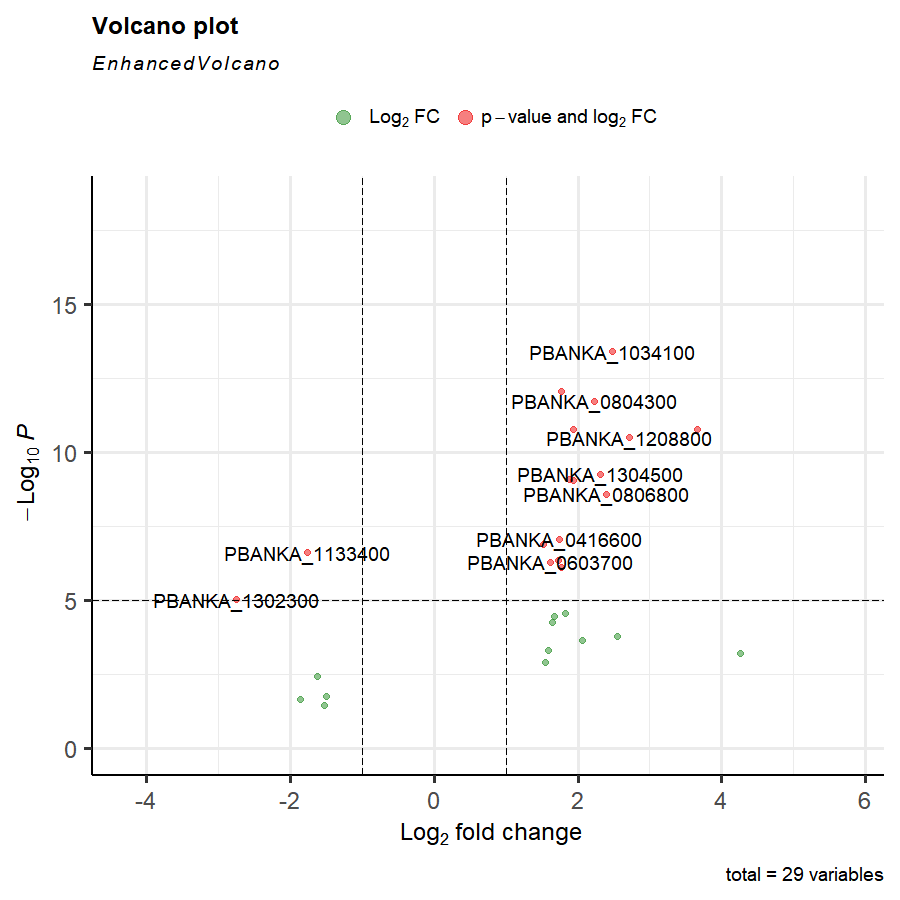 Volcano plot
EnhancedVolcano
Log₂ FC p−value and log₂ FC
−Log₁₀ P
15
10
5
0
PBANKA_1034100
PBANKA_0804300
PBANKA_1208800
PBANKA_1304500
PBANKA_0806800
PBANKA_0416600
PBANKA_1133400
PBANKA_0603700
PBANKA_1302300
-4 -2 0 2 4 6
Log₂ fold change
total = 29 variables